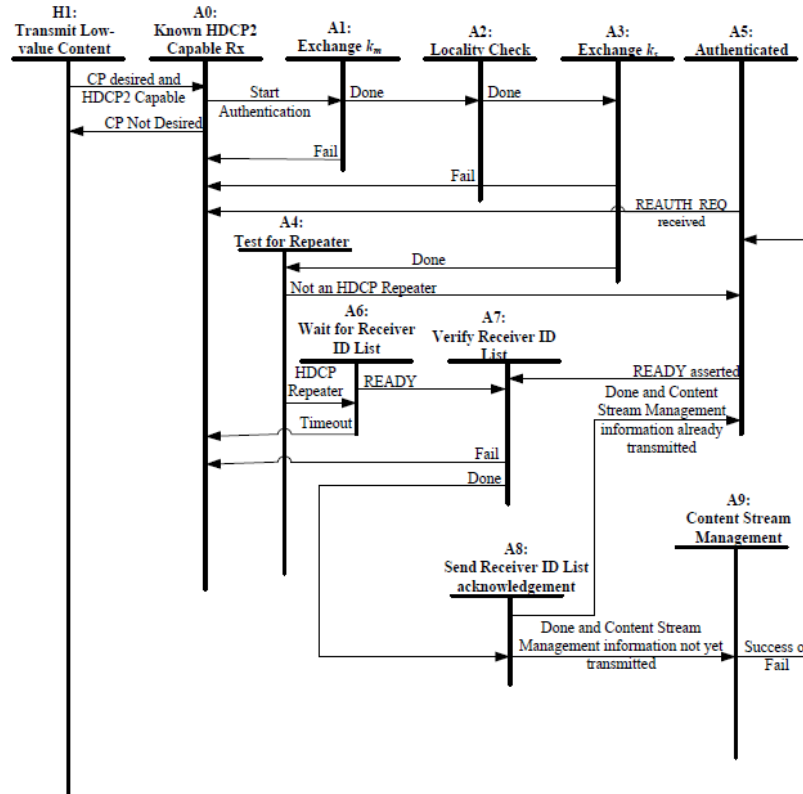 H1:
Transmit Low-
value Content
A0:
Known HDCP2
Capable Rx
A1:
Exchange km
A2:
Locality Check
A3:
Exchange ks
A5:
Authenticated
CP desired and
HDCP2 Capable
Start
Authentication
Done
Done
CP Not Desired
Fail
Fail
REAUTH_REQ
received
A4:
Test for Repeater
Done
Not an HDCP Repeater
A6:
Wait for Receiver
ID List
A7:
Verify Receiver ID
List
HDCP
Repeater
READY
READY asserted
Done and Content
Stream Management
information already
transmitted
Timeout
Fail
Done
A9:
Content Stream
Management
A8:
Send Receiver ID List
acknowledgement
Done and Content Stream
Management information not yet
transmitted
Success o
Fail